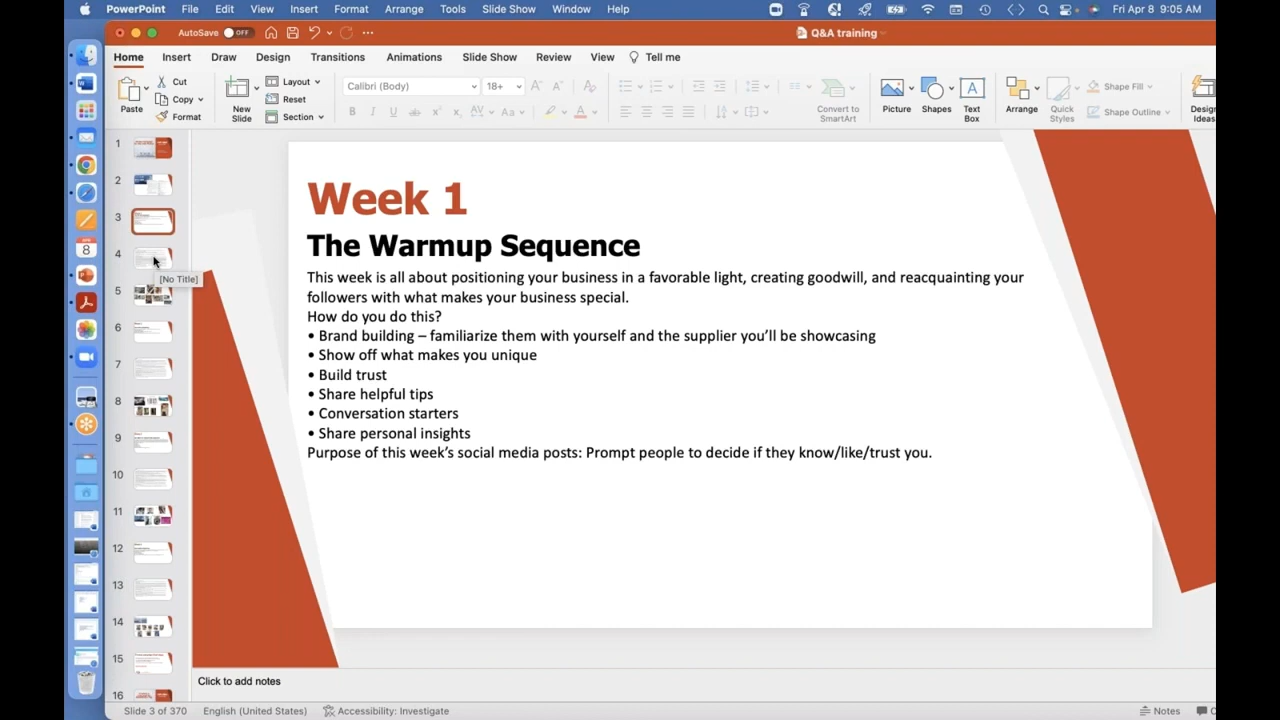 PowerPoint File Edit View Insert Format Arrange Tools Slide Show Window Help Fri Apr 8 9:05 AM
AutoSave OFF Q&A training
Home Insert Draw Design Transitions Animations Slide Show Review View Tell me
Paste Cut Copy Format New Slide Layout Reset Section Calibri (Body) 18+ Convert to SmartArt Picture Shapes Text Box Arrange Quick Styles Shape Fill Shape Outline Design Ideas
1
2
3
4
[No Title]
5
6
7
8
9
10
11
12
13
14
15
16
Week 1
The Warmup Sequence
This week is all about positioning your business in a favorable light, creating goodwill, and reacquainting your
followers with what makes your business special.
How do you do this?
• Brand building – familiarize them with yourself and the supplier you'll be showcasing
• Show off what makes you unique
• Build trust
• Share helpful tips
• Conversation starters
• Share personal insights
Purpose of this week's social media posts: Prompt people to decide if they know/like/trust you.
Click to add notes
Slide 3 of 370 English (United States) Accessibility: Investigate Notes